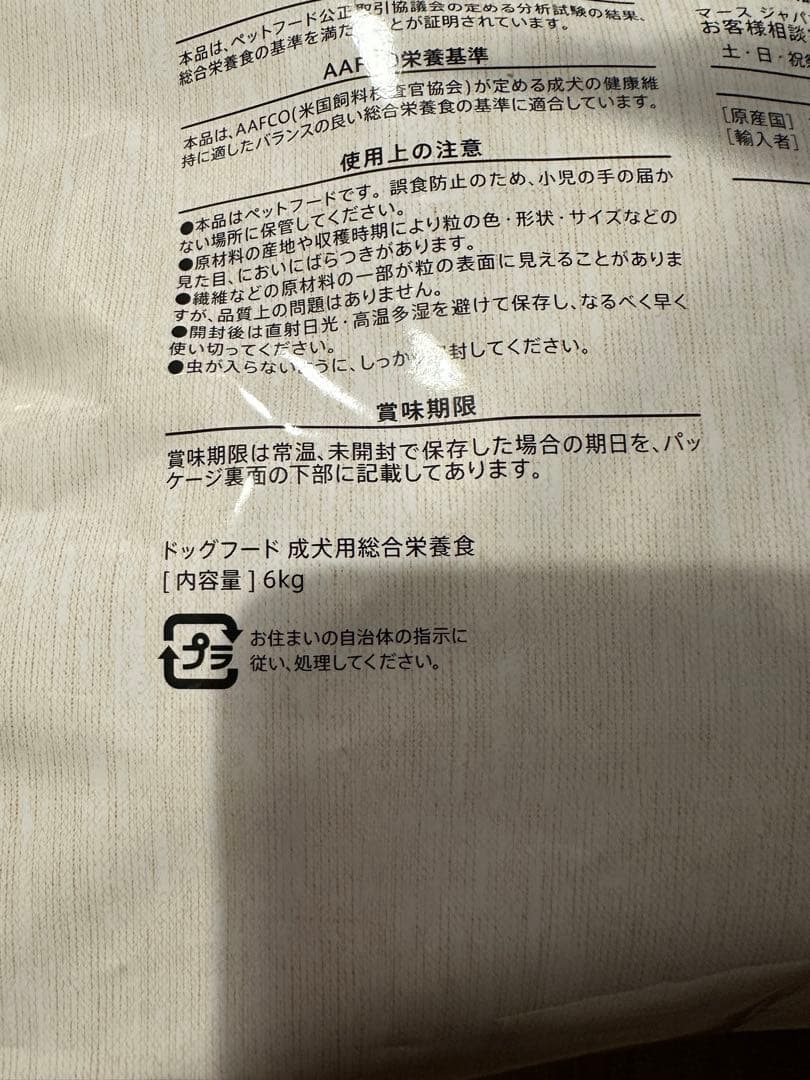 本品は、ペットフード公正取引協議会の定める分析試験の結果、
総合栄養食の基準を満た とが証明されています。
AAFCO栄養基準
本品は、AAFCO(米国飼料検査官協会)が定める成犬の健康維
持に適したバランスの良い総合栄養食の基準に適合しています。
使用上の注意
●本品はペットフードです。誤食防止のため、小児の手の届か
ない場所に保管してください。
●原材料の産地や収穫時期により粒の色・形状・サイズなどの
見た目、においにばらつきがあります。
●繊維などの原材料の一部が粒の表面に見えることがありま
すが、品質上の問題はありません。
●開封後は直射日光・高温多湿を避けて保存し、なるべく早く
使い切ってください。
●虫が入らないように、しっか 封してください。
賞味期限
賞味期限は常温、未開封で保存した場合の期日を、パッ
ケージ裏面の下部に記載してあります。
ドッグフード 成犬用総合栄養食
[ 内容量 ] 6kg
プラ
お住まいの自治体の指示に
従い、処理してください。
マース ジャパ
お客様相談
土・日・祝
[原産国]
[輸入者]